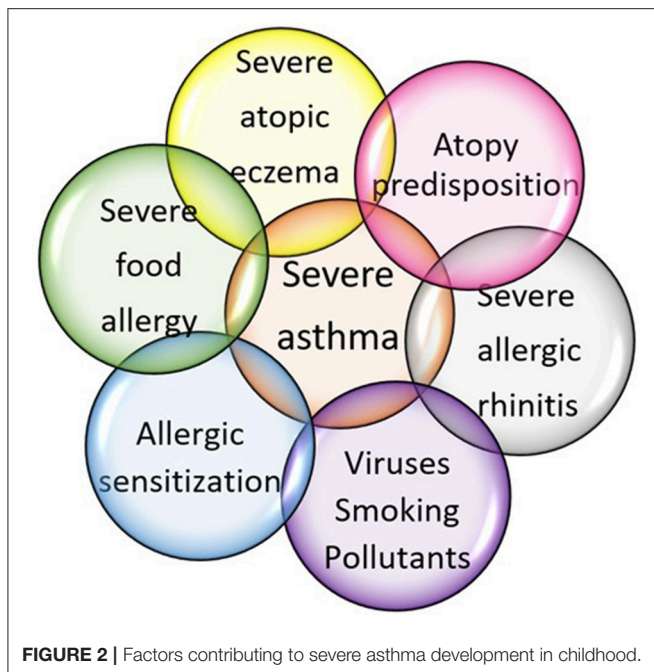 Severe
atopic
eczema
Atopy
predisposition
Severe
food
allergy
Severe
asthma
Severe
allergic
rhinitis
Allergic
sensitization
Viruses
Smoking
Pollutants
FIGURE 2 | Factors contributing to severe asthma development in childhood.